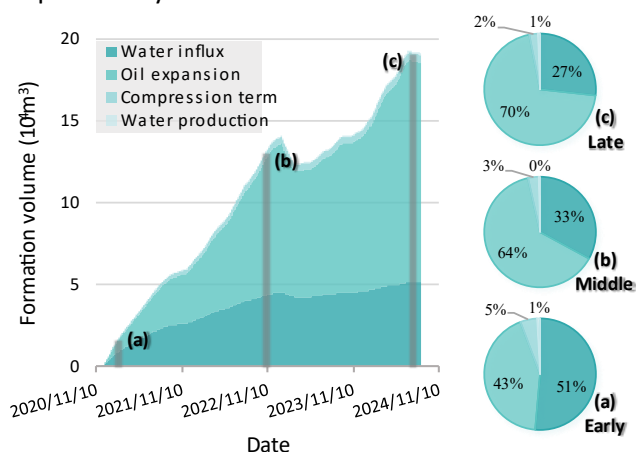 20
15
10
5
0
Formation volume (10⁴m³)
Water influx
Oil expansion
Compression term
Water production
(a)
(b)
(c)
2020/11/10
2021/11/10
2022/11/10
2023/11/10
2024/11/10
Date
2%
1%
27%
70%
(c)
Late
3%
0%
33%
64%
(b)
Middle
5%
1%
43%
51%
(a)
Early